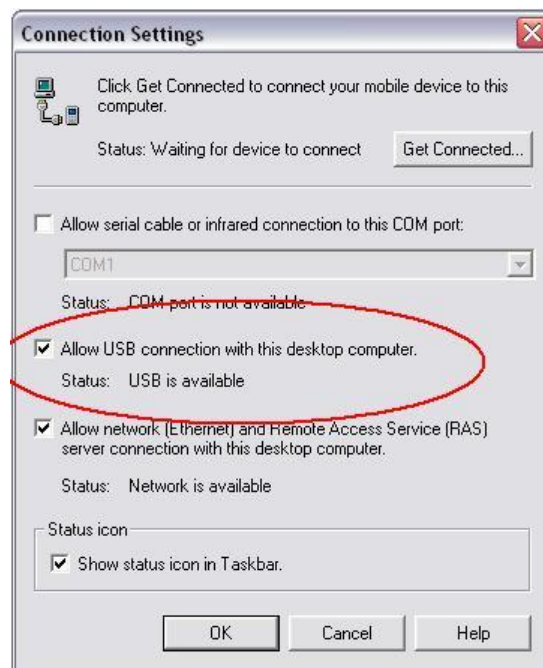 Connection Settings
Click Get Connected to connect your mobile device to this
computer.
Status: Waiting for device to connect
Get Connected...
Allow serial cable or infrared connection to this COM port:
COM1
Status: COM port is not available
Allow USB connection with this desktop computer.
Status: USB is available
Allow network (Ethernet) and Remote Access Service (RAS)
server connection with this desktop computer.
Status: Network is available
Status icon
Show status icon in Taskbar.
OK Cancel Help